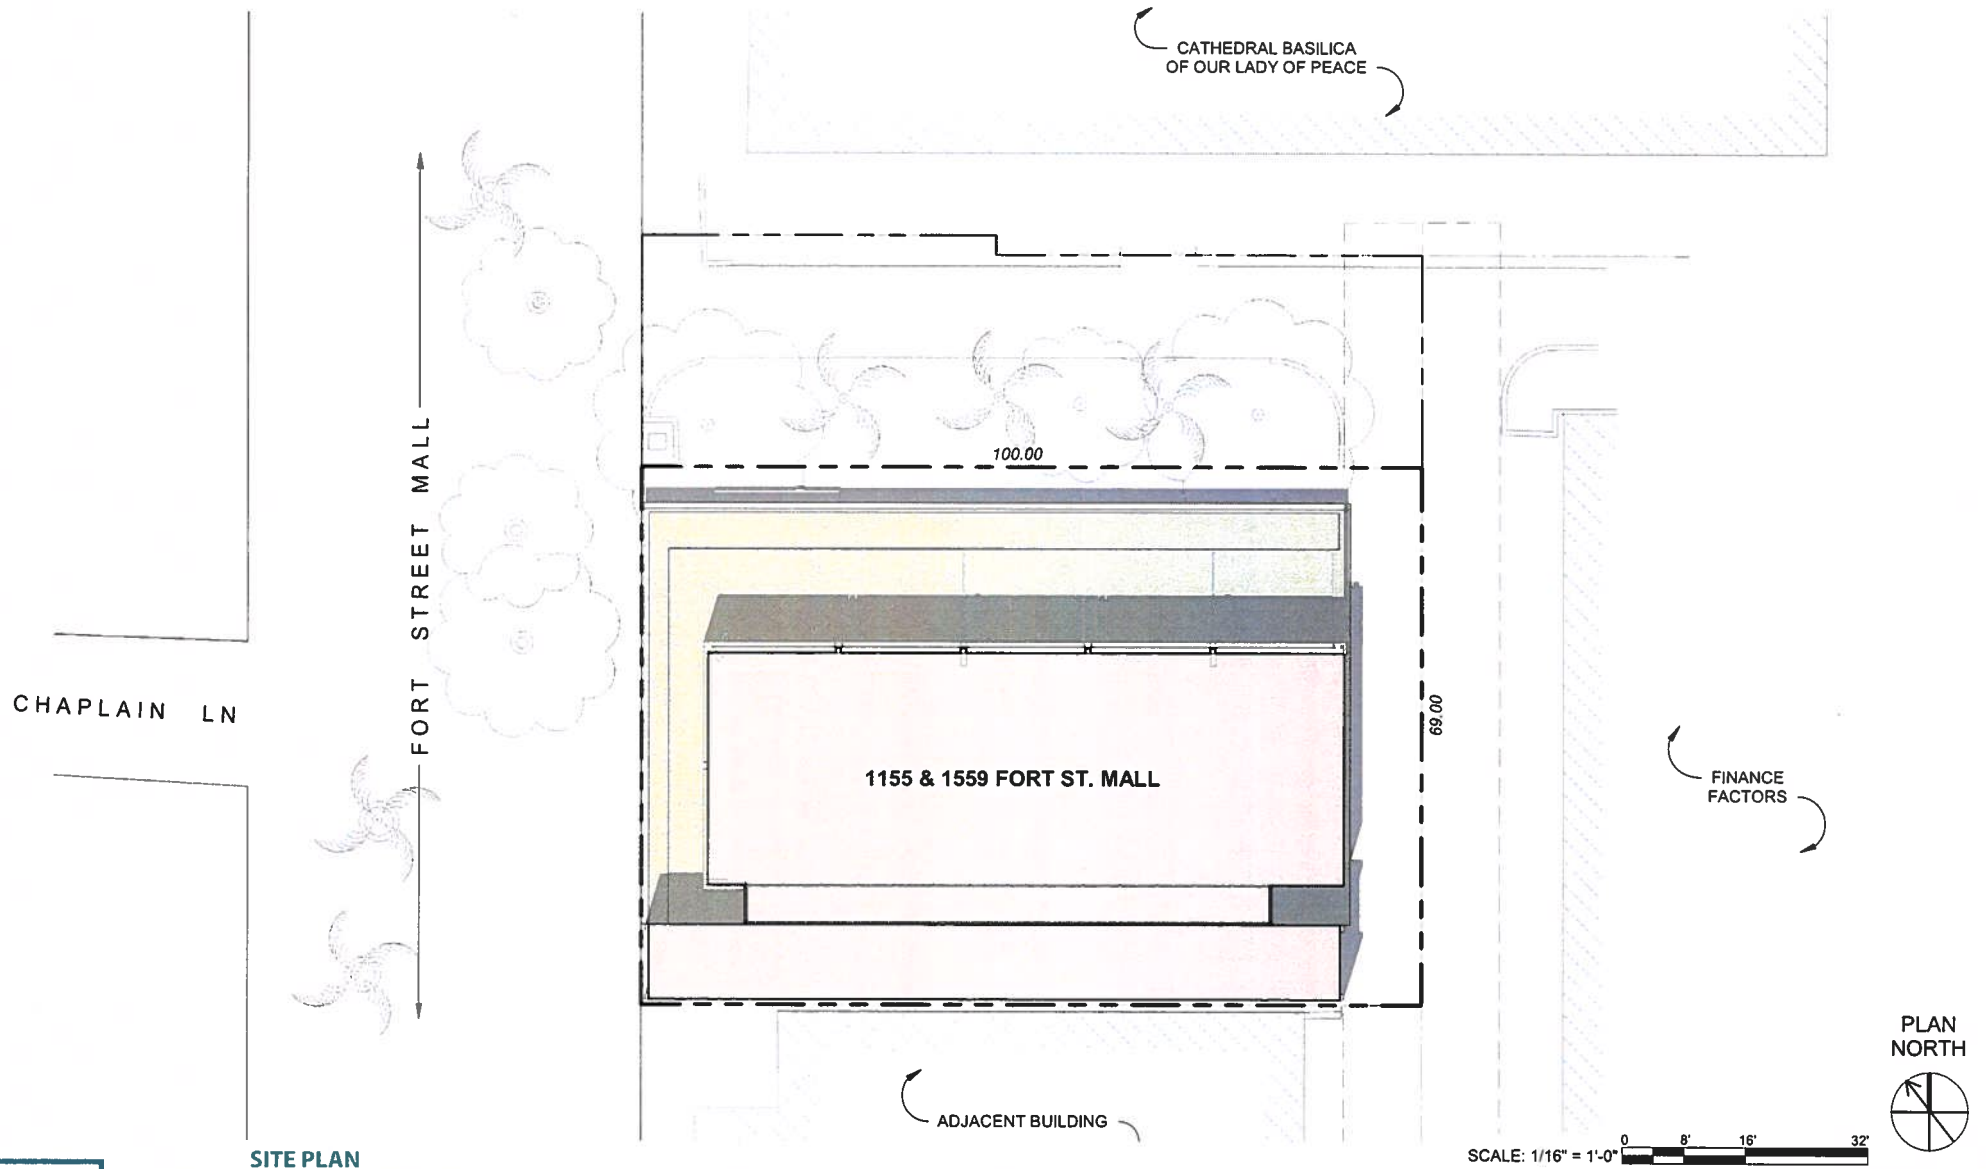 CATHEDRAL BASILICA
OF OUR LADY OF PEACE
FORT STREET MALL
100.00
CHAPLAIN LN
69.00
1155 & 1559 FORT ST. MALL
FINANCE
FACTORS
ADJACENT BUILDING
PLAN
NORTH
SITE PLAN
SCALE: 1/16" = 1'-0"
0 8' 16' 32'